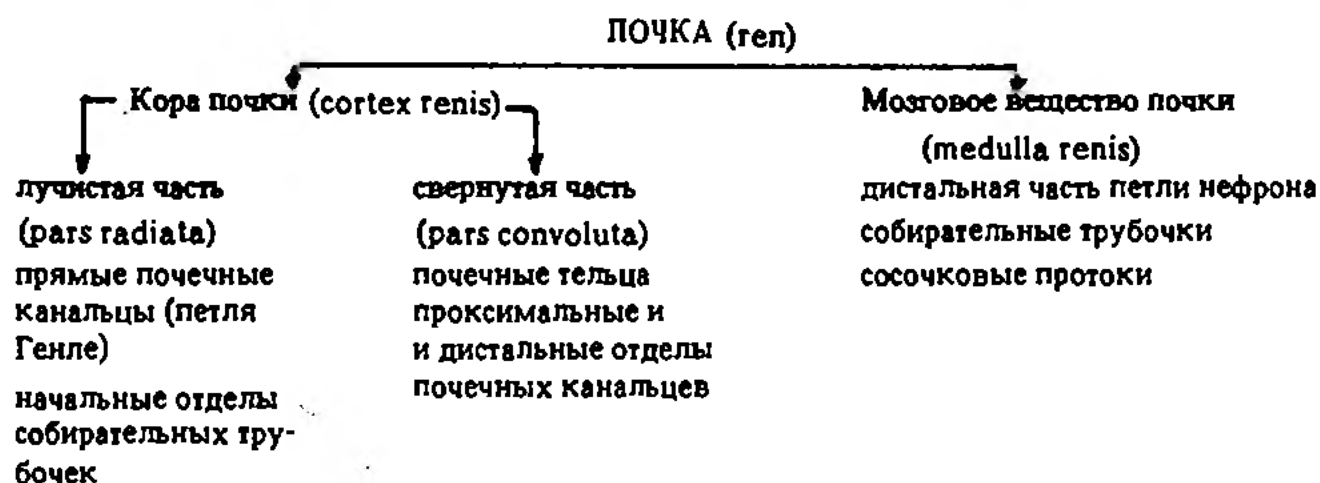 ПОЧКА (ren)
Кора почки (cortex renis)
лучистая часть
(pars radiata)
прямые почечные
канальцы (петля
Генле)
начальные отделы
собирательных тру-
бочек
свернутая часть
(pars convoluta)
почечные тельца
проксимальные и
и дистальные отделы
почечных канальцев
Мозговое вещество почки
(medulla renis)
дистальная часть петли нефрона
собирательные трубочки
сосочковые протоки